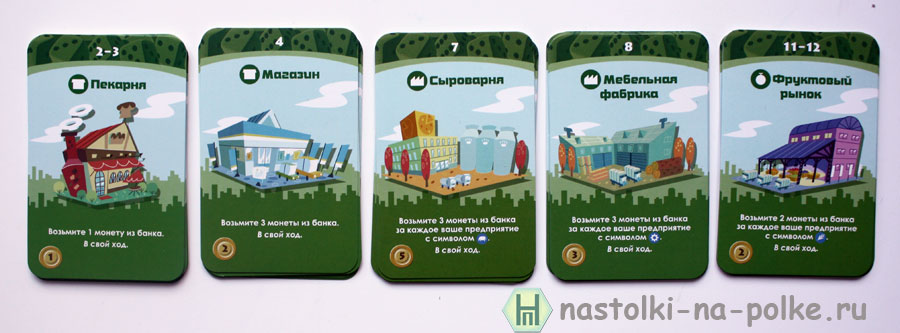 2-3
Пекарня
Возьмите 1 монету из банка.
В свой ход.
1
4
Магазин
Возьмите 3 монеты из банка.
В свой ход.
2
7
Сыроварня
Возьмите 3 монеты из банка
за каждое ваше предприятие
с символом .
В свой ход.
5
8
Мебельная
фабрика
Возьмите 3 монеты из банка
за каждое ваше предприятие
с символом .
В свой ход.
3
11-12
Фруктовый
рынок
Возьмите 2 монеты из банка
за каждое ваше предприятие
с символом .
В свой ход.
2
НП nastolki-na-polke.ru